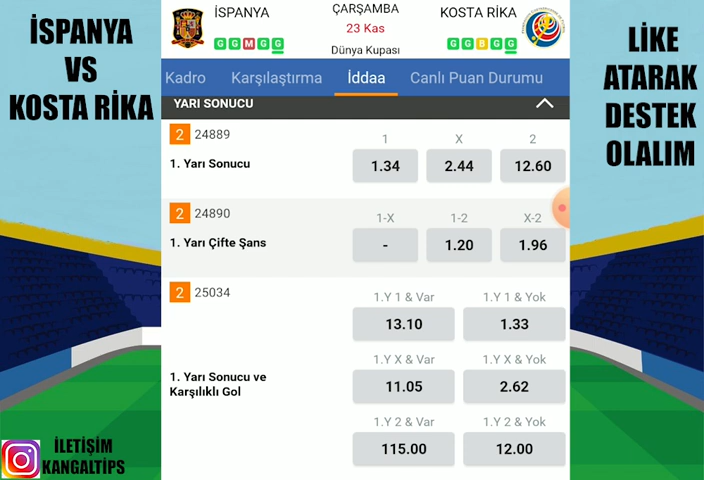 İSPANYA
VS
KOSTA RİKA
İSPANYA
G G M G G
ÇARŞAMBA
23 Kas
Dünya Kupası
KOSTA RİKA
G G B G G
LİKE
ATARAK
DESTEK
OLALIM
Kadro Karşılaştırma İddaa Canlı Puan Durumu
YARI SONUCU
2 24889
1 X 2
1. Yarı Sonucu
1.34 2.44 12.60
2 24890
1-X 1-2 X-2
1. Yarı Çifte Şans
- 1.20 1.96
2 25034
1.Y 1 & Var 1.Y 1 & Yok
13.10 1.33
1.Y X & Var 1.Y X & Yok
1. Yarı Sonucu ve
Karşılıklı Gol
11.05 2.62
1.Y 2 & Var 1.Y 2 & Yok
115.00 12.00
İLETİŞİM
KANGALTİPS